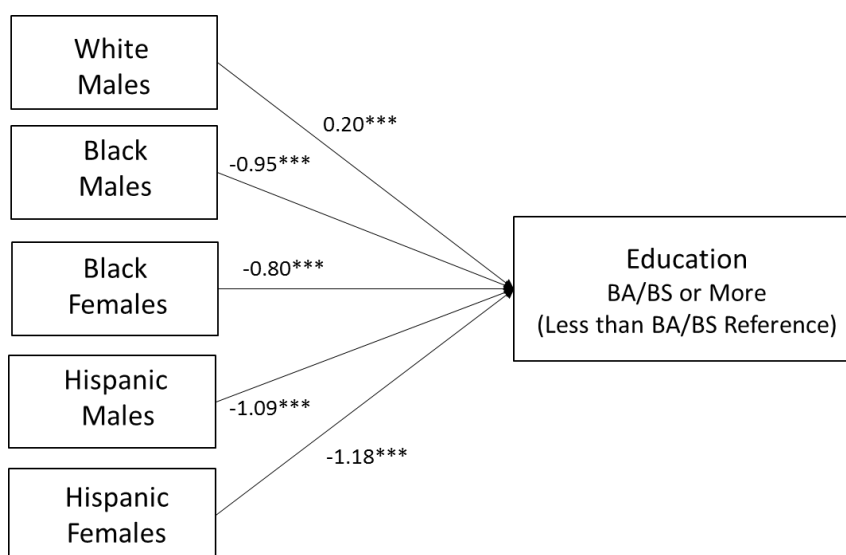 White
Males
0.20***
Black
Males
-0.95***
Black
Females
-0.80***
Education
BA/BS or More
(Less than BA/BS Reference)
Hispanic
Males
-1.09***
Hispanic
Females
-1.18***